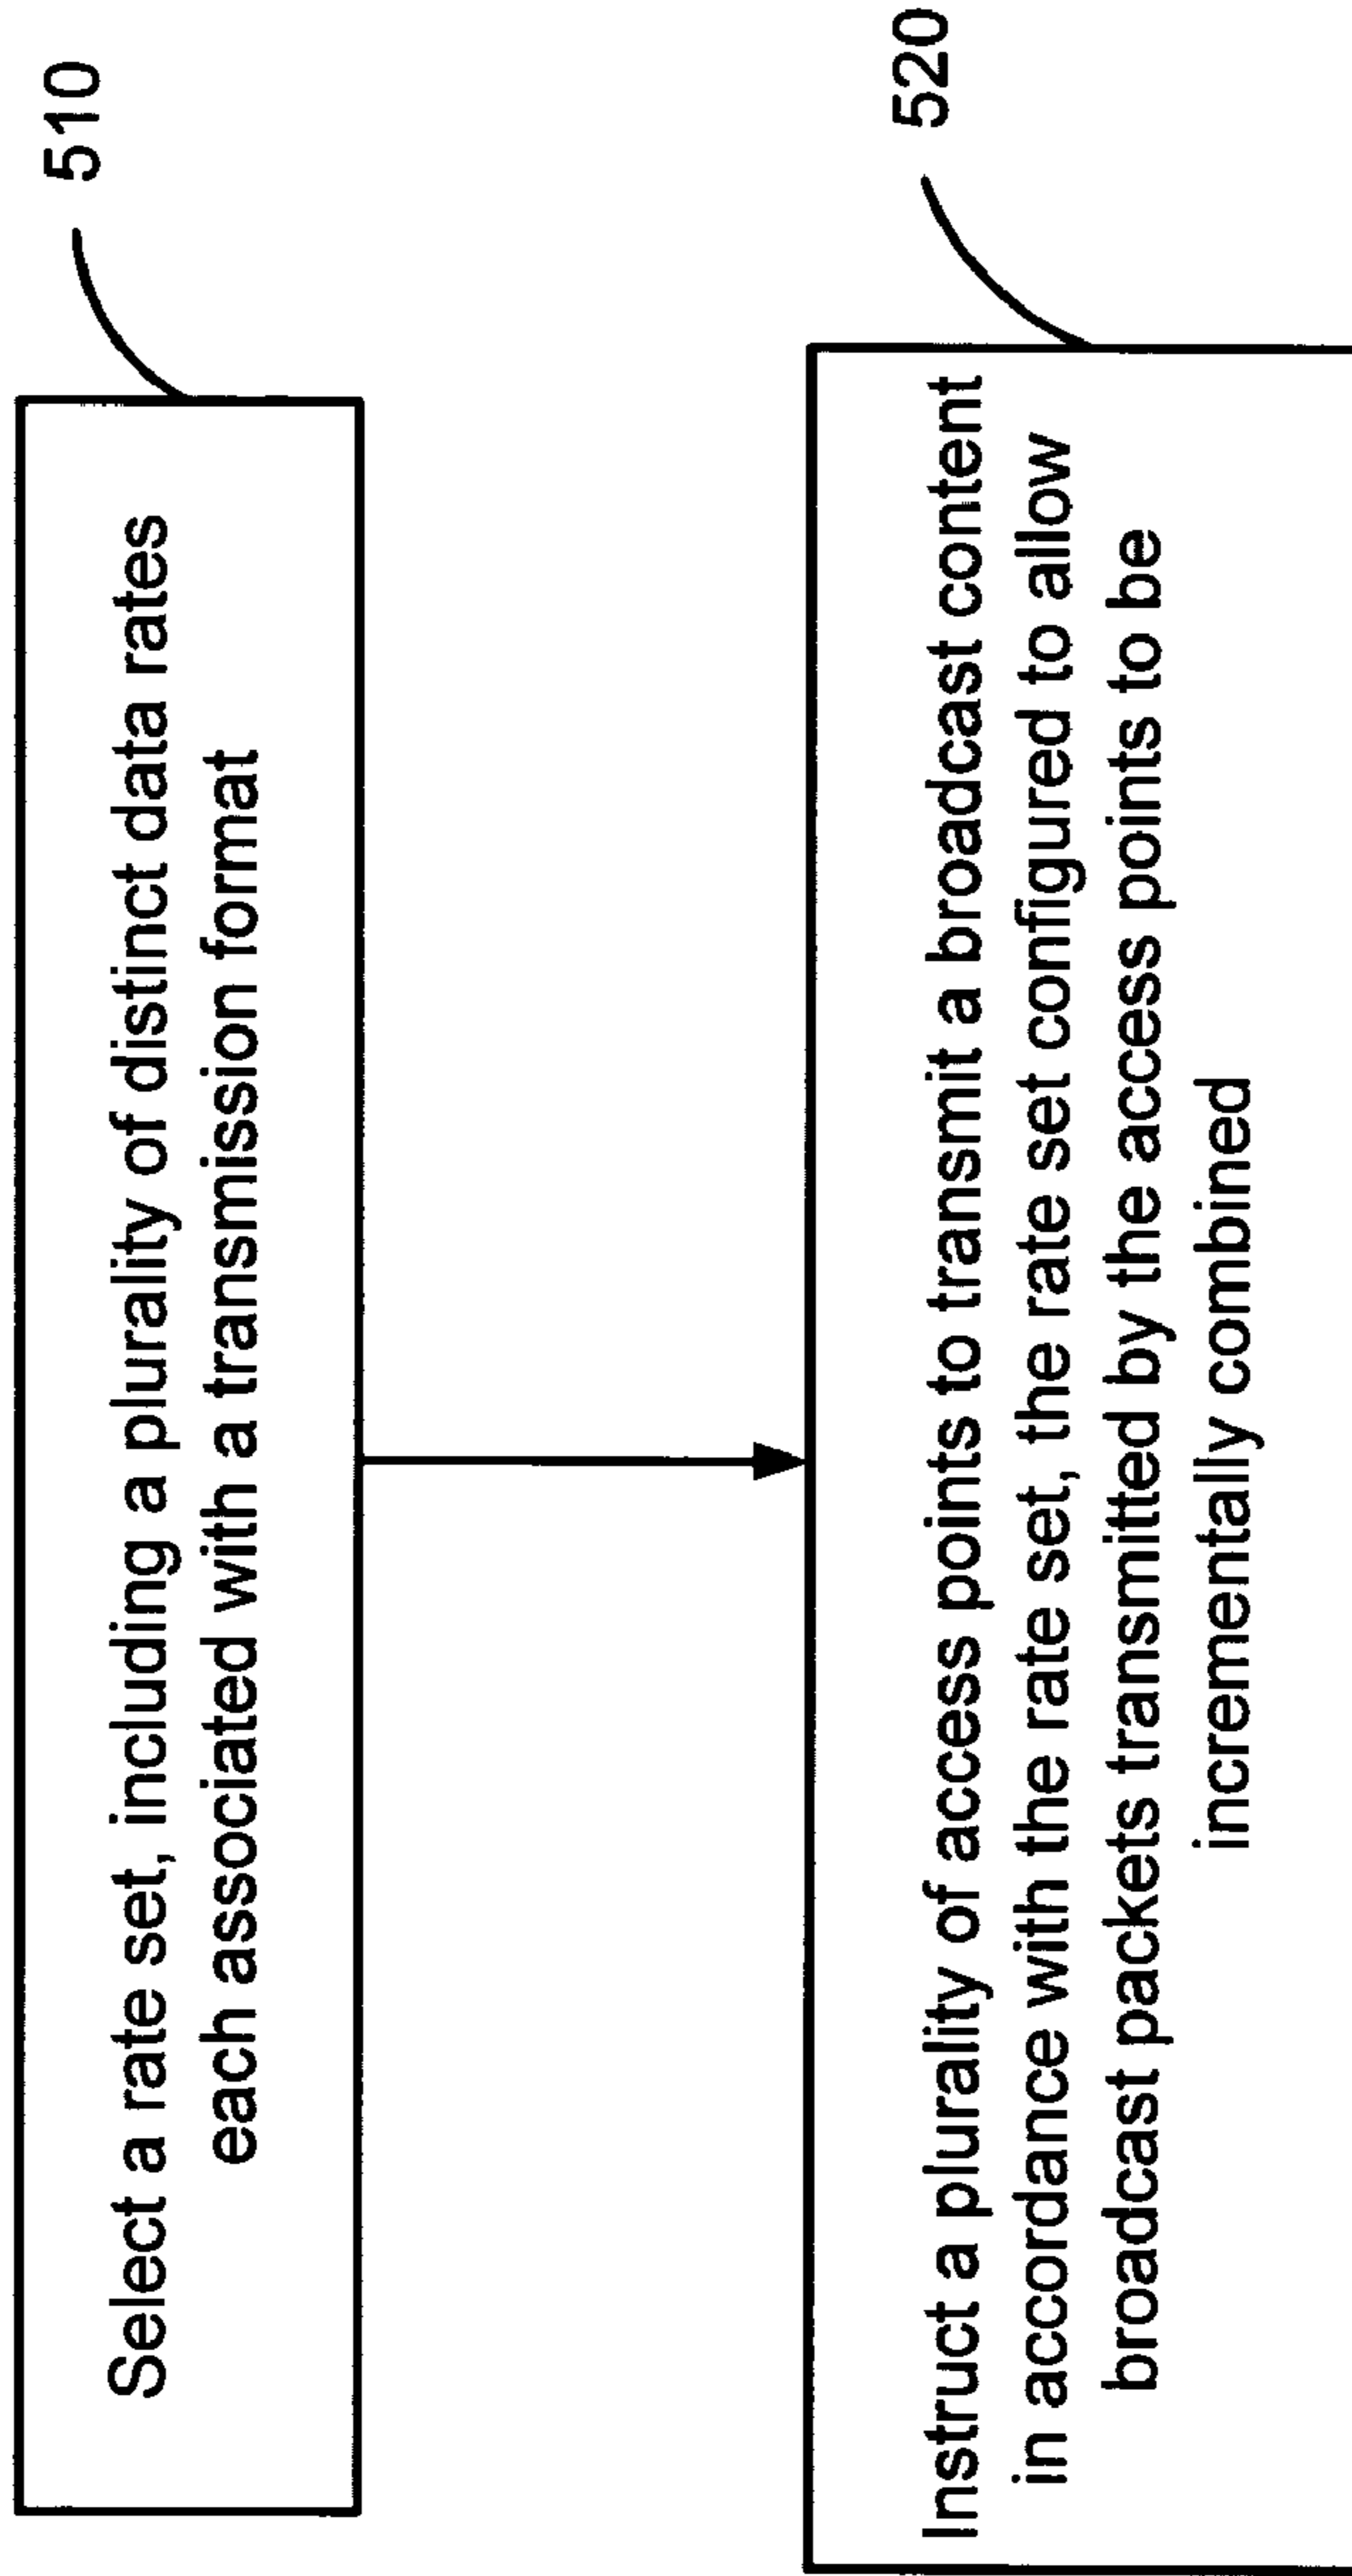 510
Select a rate set, including a plurality of distinct data rates
each associated with a transmission format
520
Instruct a plurality of access points to transmit a broadcast content
in accordance with the rate set, the rate set configured to allow
broadcast packets transmitted by the access points to be
incrementally combined